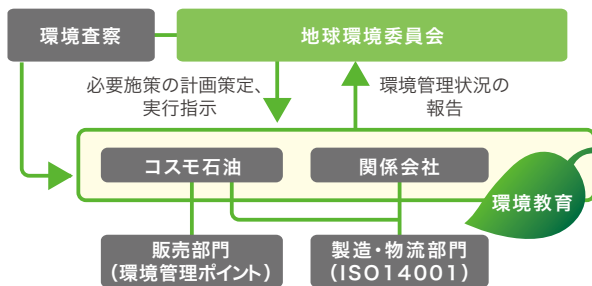 環境査察
地球環境委員会
必要施策の計画策定、
実行指示
環境管理状況の
報告
コスモ石油
関係会社
環境教育
販売部門
（環境管理ポイント）
製造・物流部門
（ISO14001）